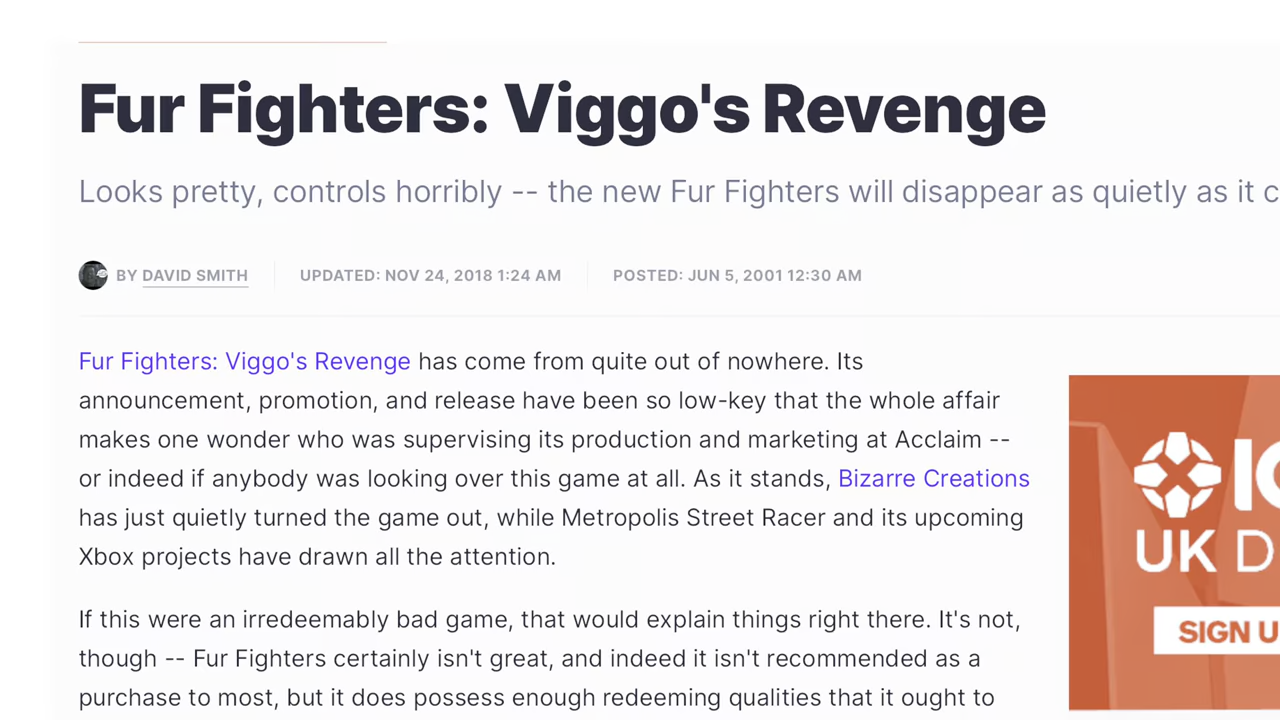 Fur Fighters: Viggo's Revenge
Looks pretty, controls horribly -- the new Fur Fighters will disappear as quietly as it
BY DAVID SMITH
UPDATED: NOV 24, 2018 1:24 AM
POSTED: JUN 5, 2001 12:30 AM
Fur Fighters: Viggo's Revenge has come from quite out of nowhere. Its
announcement, promotion, and release have been so low-key that the whole affair
makes one wonder who was supervising its production and marketing at Acclaim --
or indeed if anybody was looking over this game at all. As it stands, Bizarre Creations
has just quietly turned the game out, while Metropolis Street Racer and its upcoming
Xbox projects have drawn all the attention.
If this were an irredeemably bad game, that would explain things right there. It's not,
though -- Fur Fighters certainly isn't great, and indeed it isn't recommended as a
purchase to most, but it does possess enough redeeming qualities that it ought to
UK
SIGN